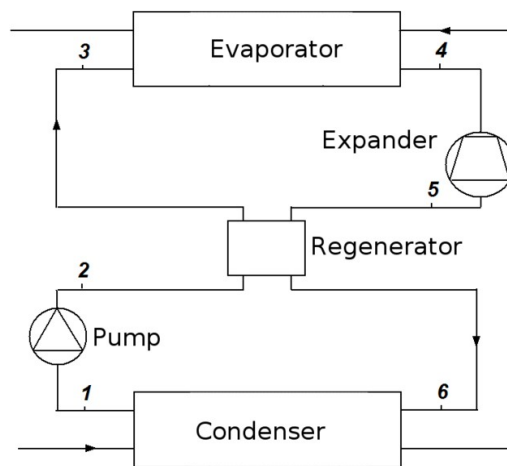 Evaporator
3
4
Expander
5
Regenerator
2
Pump
1
6
Condenser